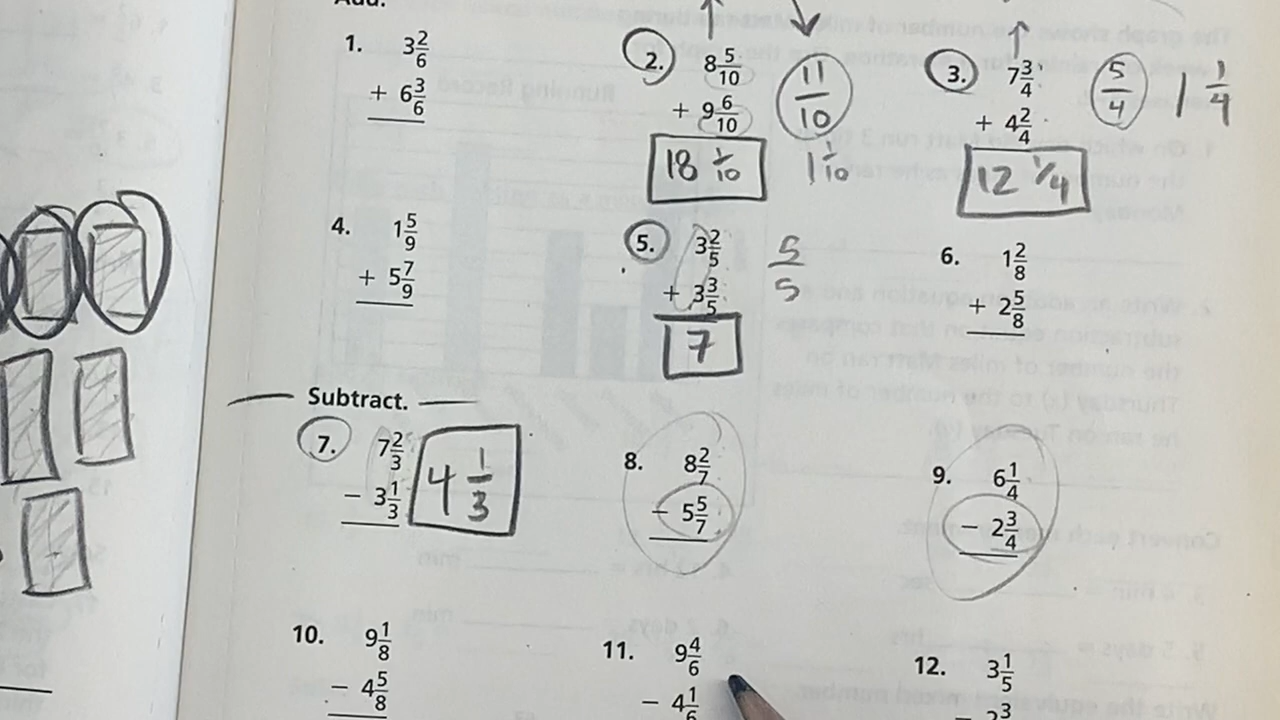 Add.
1. 3 2/6
+ 6 3/6
2. 8 5/10
+ 9 6/10
18 1/10
11/10
1 1/10
3. 7 3/4
+ 4 2/4
12 1/4
5/4 1 1/4
4. 1 5/9
+ 5 7/9
5. 3 2/5
+ 3 3/5
7
5/5
6. 1 2/8
+ 2 5/8
Subtract.
7. 7 2/3
− 3 1/3
4 1/3
8. 8 2/7
− 5 5/7
9. 6 1/4
− 2 3/4
10. 9 1/8
− 4 5/8
11. 9 4/6
− 4 1/6
12. 3 1/5